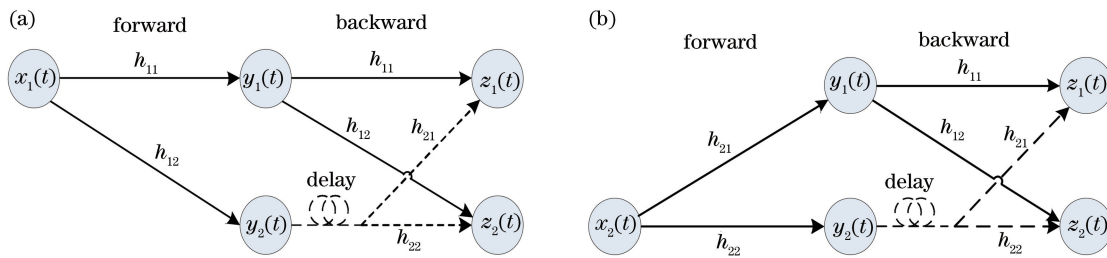 (a)
forward
backward
x₁(t)
h₁₁
y₁(t)
h₁₁
z₁(t)
h₁₂
h₁₂
h₂₁
delay
y₂(t)
h₂₂
z₂(t)
(b)
forward
backward
y₁(t)
h₁₁
z₁(t)
h₂₁
h₁₂
h₂₁
delay
x₂(t)
h₂₂
y₂(t)
h₂₂
z₂(t)